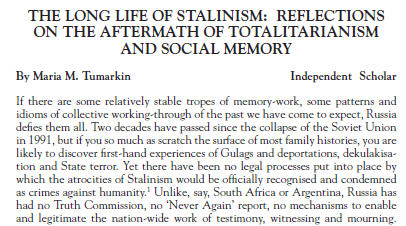 THE LONG LIFE OF STALINISM: REFLECTIONS
ON THE AFTERMATH OF TOTALITARIANISM
AND SOCIAL MEMORY
By Maria M. Tumarkin Independent Scholar
If there are some relatively stable tropes of memory-work, some patterns and
idioms of collective working-through of the past we have come to expect, Russia
defies them all. Two decades have passed since the collapse of the Soviet Union
in 1991, but if you so much as scratch the surface of most family histories, you are
likely to discover first-hand experiences of Gulags and deportations, dekulakisa-
tion and State terror. Yet there have been no legal processes put into place by
which the atrocities of Stalinism would be officially recognised and condemned
as crimes against humanity.¹ Unlike, say, South Africa or Argentina, Russia has
had no Truth Commission, no ‘Never Again’ report, no mechanisms to enable
and legitimate the nation-wide work of testimony, witnessing and mourning.